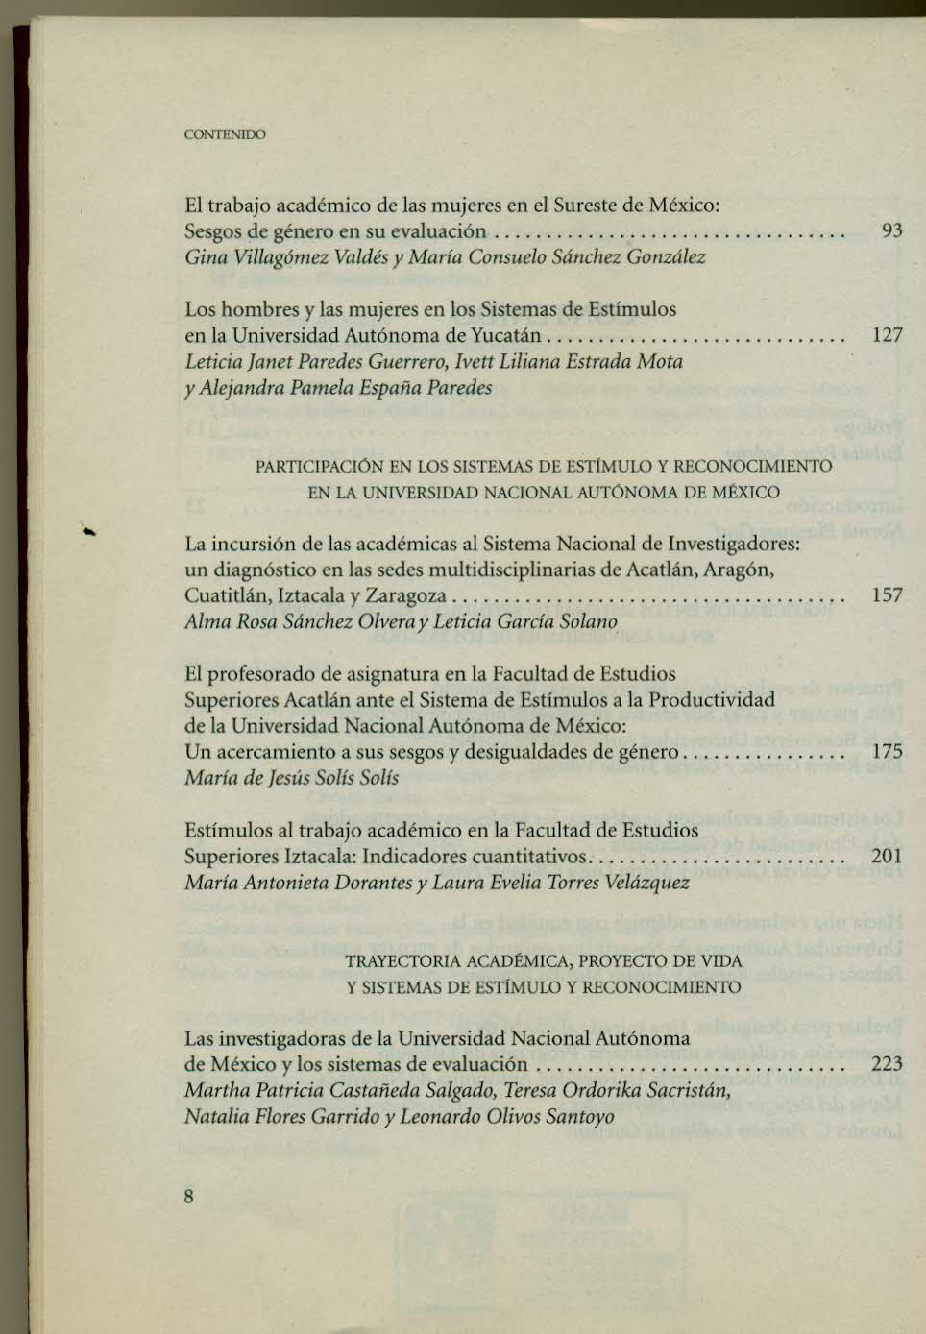 CONTENIDO
El trabajo académico de las mujeres en el Sureste de México:
Sesgos de género en su evaluación .................................. 93
Gina Villagómez Valdés y María Consuelo Sánchez González
Los hombres y las mujeres en los Sistemas de Estímulos
en la Universidad Autónoma de Yucatán ............................. 127
Leticia Janet Paredes Guerrero, Ivett Liliana Estrada Mota
y Alejandra Pamela España Paredes
PARTICIPACIÓN EN LOS SISTEMAS DE ESTÍMULO Y RECONOCIMIENTO
EN LA UNIVERSIDAD NACIONAL AUTÓNOMA DE MÉXICO
La incursión de las académicas al Sistema Nacional de Investigadores:
un diagnóstico en las sedes multidisciplinarias de Acatlán, Aragón,
Cuatitlán, Iztacala y Zaragoza ...................................... 157
Alma Rosa Sánchez Olvera y Leticia García Solano
El profesorado de asignatura en la Facultad de Estudios
Superiores Acatlán ante el Sistema de Estímulos a la Productividad
de la Universidad Nacional Autónoma de México:
Un acercamiento a sus sesgos y desigualdades de género ................ 175
María de Jesús Solís Solís
Estímulos al trabajo académico en la Facultad de Estudios
Superiores Iztacala: Indicadores cuantitativos ......................... 201
María Antonieta Dorantes y Laura Evelia Torres Velázquez
TRAYECTORIA ACADÉMICA, PROYECTO DE VIDA
Y SISTEMAS DE ESTÍMULO Y RECONOCIMIENTO
Las investigadoras de la Universidad Nacional Autónoma
de México y los sistemas de evaluación .............................. 223
Martha Patricia Castañeda Salgado, Teresa Ordorika Sacristán,
Natalia Flores Garrido y Leonardo Olivos Santoyo
8